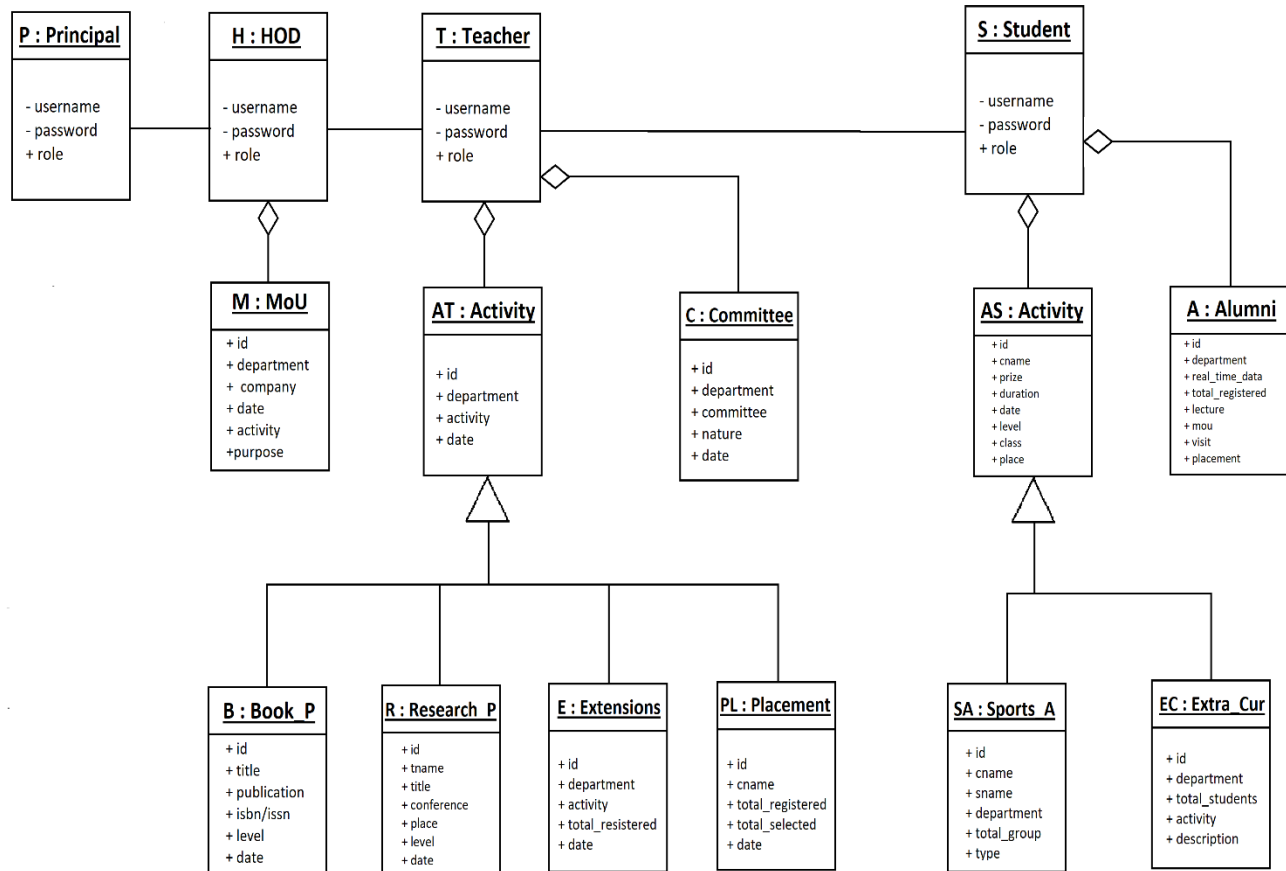 P : Principal
- username
- password
+ role
H : HOD
- username
- password
+ role
T : Teacher
- username
- password
+ role
S : Student
- username
- password
+ role
M : MoU
+ id
+ department
+ company
+ date
+ activity
+purpose
AT : Activity
+ id
+ department
+ activity
+ date
C : Committee
+ id
+ department
+ committee
+ nature
+ date
AS : Activity
+ id
+ cname
+ prize
+ duration
+ date
+ level
+ class
+ place
A : Alumni
+ id
+ department
+ real_time_data
+ total_registered
+ lecture
+ mou
+ visit
+ placement
B : Book_P
+ id
+ title
+ publication
+ isbn/issn
+ level
+ date
R : Research_P
+ id
+ tname
+ title
+ conference
+ place
+ level
+ date
E : Extensions
+ id
+ department
+ activity
+ total_resistered
+ date
PL : Placement
+ id
+ cname
+ total_registered
+ total_selected
+ date
SA : Sports_A
+ id
+ cname
+ sname
+ department
+ total_group
+ type
EC : Extra_Cur
+ id
+ department
+ total_students
+ activity
+ description